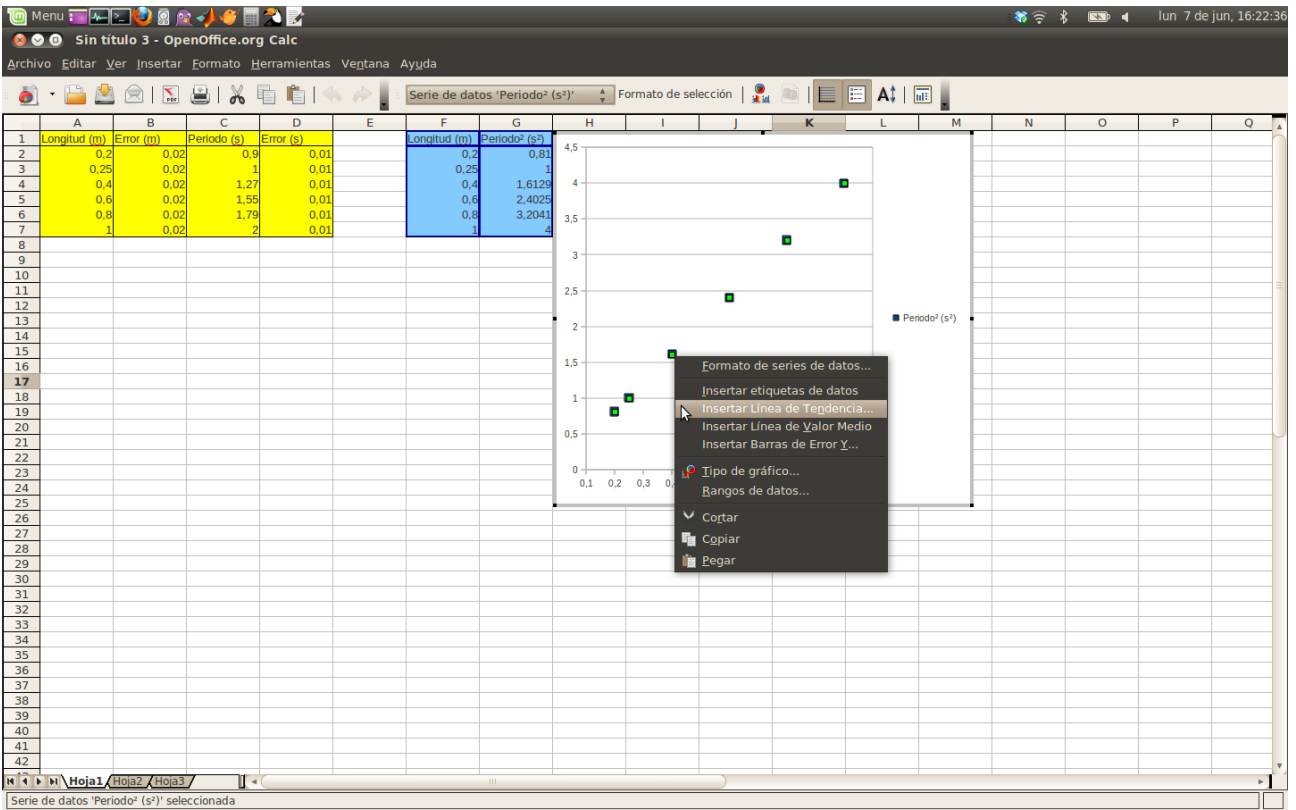 Menu lun 7 de jun, 16:22:36
Sin título 3 - OpenOffice.org Calc
Archivo Editar Ver Insertar Formato Herramientas Ventana Ayuda
Serie de datos 'Periodo² (s²)' Formato de selección
A B C D E F G H I J K L M N O P Q
1 Longitud (m) Error (m) Periodo (s) Error (s) Longitud (m) Periodo² (s²)
2 0,2 0,02 0,9 0,01 0,2 0,81
3 0,25 0,02 1 0,01 0,25 1
4 0,4 0,02 1,27 0,01 0,4 1,6129
5 0,6 0,02 1,55 0,01 0,6 2,4025
6 0,8 0,02 1,79 0,01 0,8 3,2041
7 1 0,02 2 0,01 1 4
8
9
10
11
12
13
14
15
16
17
18
19
20
21
22
23
24
25
26
27
28
29
30
31
32
33
34
35
36
37
38
39
40
41
42
4,5
4
3,5
3
2,5
2
1,5
1
0,5
0
0,1 0,2 0,3
Periodo² (s²)
Formato de series de datos...
Insertar etiquetas de datos
Insertar Línea de Tendencia...
Insertar Línea de Valor Medio
Insertar Barras de Error Y...
Tipo de gráfico...
Rangos de datos...
Cortar
Copiar
Pegar
Hoja1 Hoja2 Hoja3
Serie de datos 'Periodo² (s²)' seleccionada